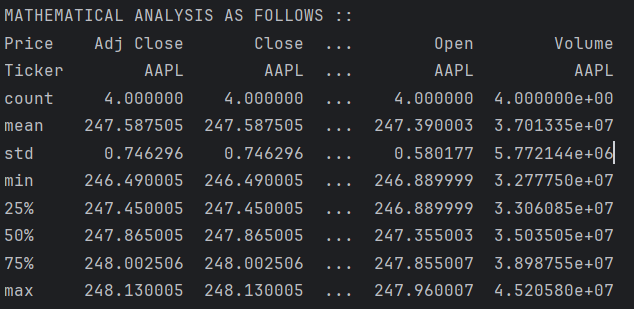 MATHEMATICAL ANALYSIS AS FOLLOWS ::
Price Adj Close Close ... Open Volume
Ticker AAPL AAPL ... AAPL AAPL
count 4.000000 4.000000 ... 4.000000 4.000000e+00
mean 247.587505 247.587505 ... 247.390003 3.701335e+07
std 0.746296 0.746296 ... 0.580177 5.772144e+06
min 246.490005 246.490005 ... 246.889999 3.277750e+07
25% 247.450005 247.450005 ... 246.889999 3.306085e+07
50% 247.865005 247.865005 ... 247.355003 3.503505e+07
75% 248.002506 248.002506 ... 247.855007 3.898755e+07
max 248.130005 248.130005 ... 247.960007 4.520580e+07